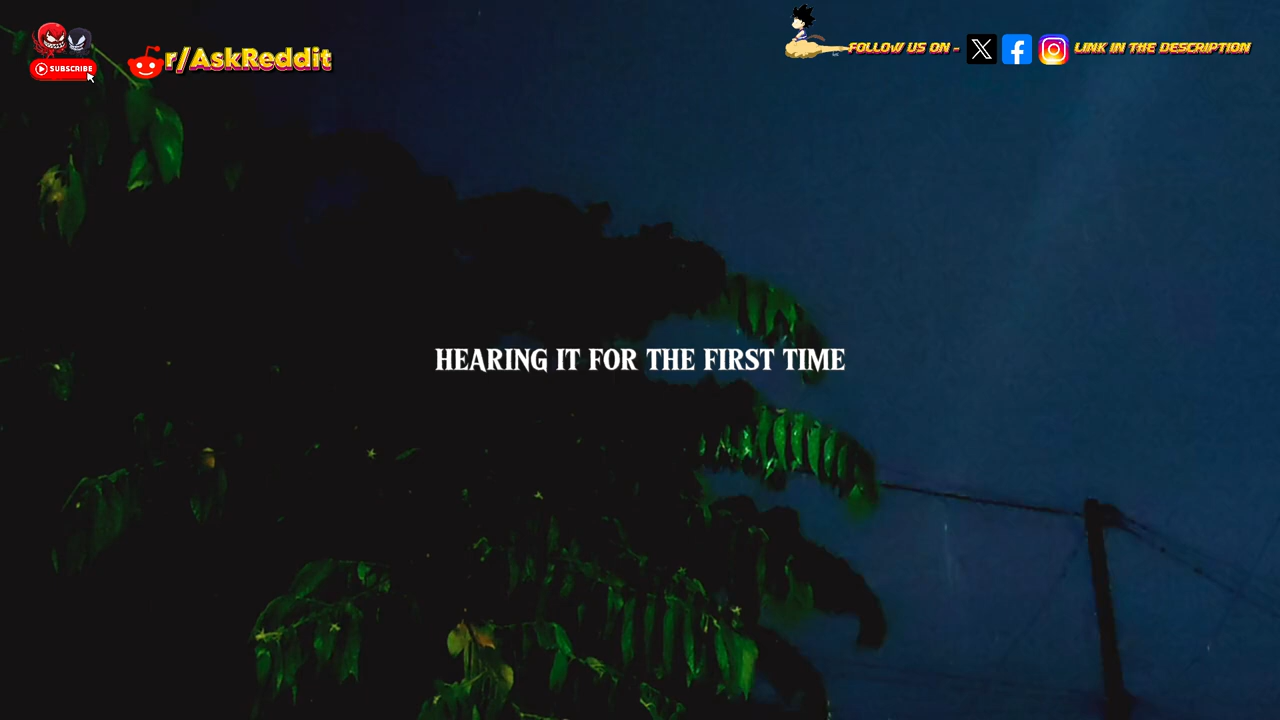 SUBSCRIBE
r/AskReddit
FOLLOW US ON -
LINK IN THE DESCRIPTION
HEARING IT FOR THE FIRST TIME